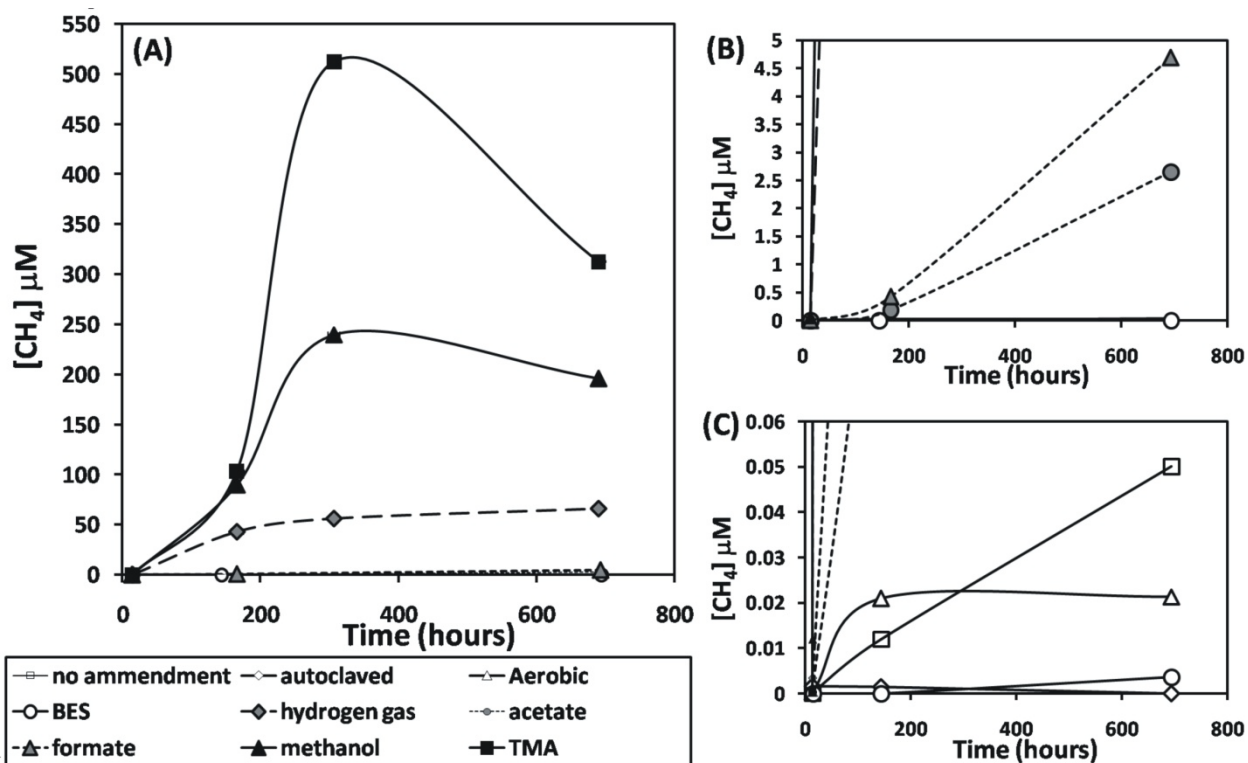 (A)
550
500
450
400
350
300
250
200
150
100
50
0
[CH4] μM
0 200 400 600 800
Time (hours)
(B)
5
4.5
4
3.5
3
2.5
2
1.5
1
0.5
0
[CH4] μM
0 200 400 600 800
Time (hours)
(C)
0.06
0.05
0.04
0.03
0.02
0.01
0
[CH4] μM
0 200 400 600 800
Time (hours)
no ammendment autoclaved Aerobic
BES hydrogen gas acetate
formate methanol TMA